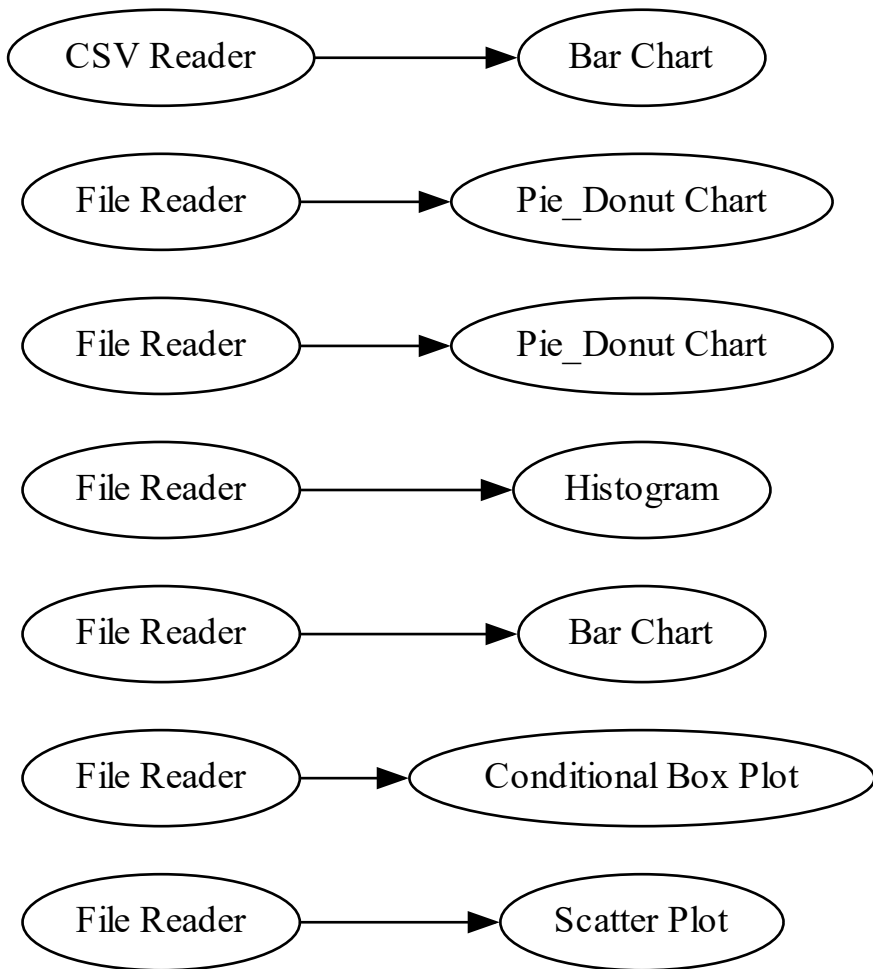 CSV Reader
Bar Chart
File Reader
Pie_Donut Chart
File Reader
Pie_Donut Chart
File Reader
Histogram
File Reader
Bar Chart
File Reader
Conditional Box Plot
File Reader
Scatter Plot